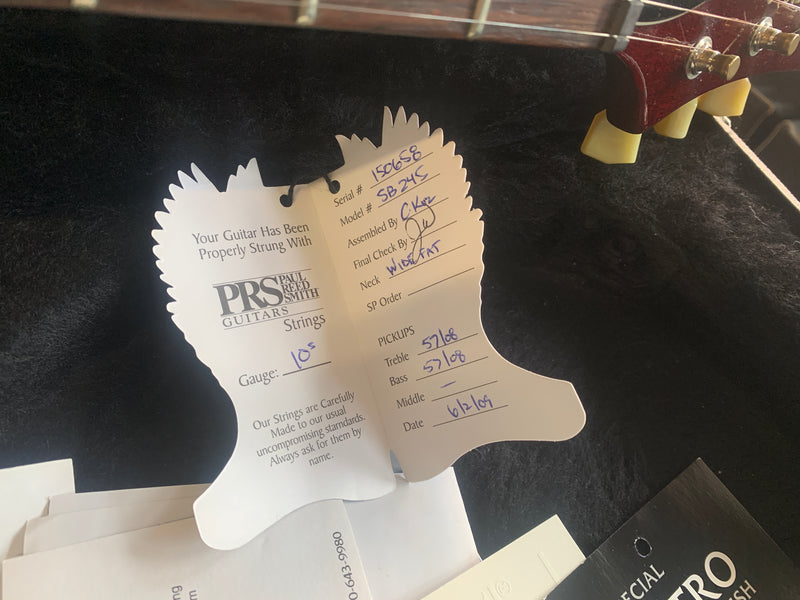 Your Guitar Has Been
Properly Strung With
PRS PAUL
REED
SMITH
GUITARS
Strings
Gauge: 10s
Our Strings are Carefully
Made to our usual
uncompromising standards.
Always ask for them by
name.
Serial # 150658
Model # SB245
Assembled By
Final Check By
Neck WIDE FAT
SP Order
PICKUPS
Treble 57/08
Bass 57/08
Middle –
Date 6/2/09
0-643-9980